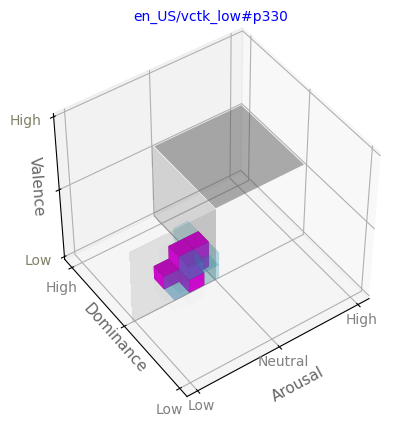 en_US/vctk_low#p330
High
Valence
Low
High
Dominance
Low
Low
Neutral
Arousal
High